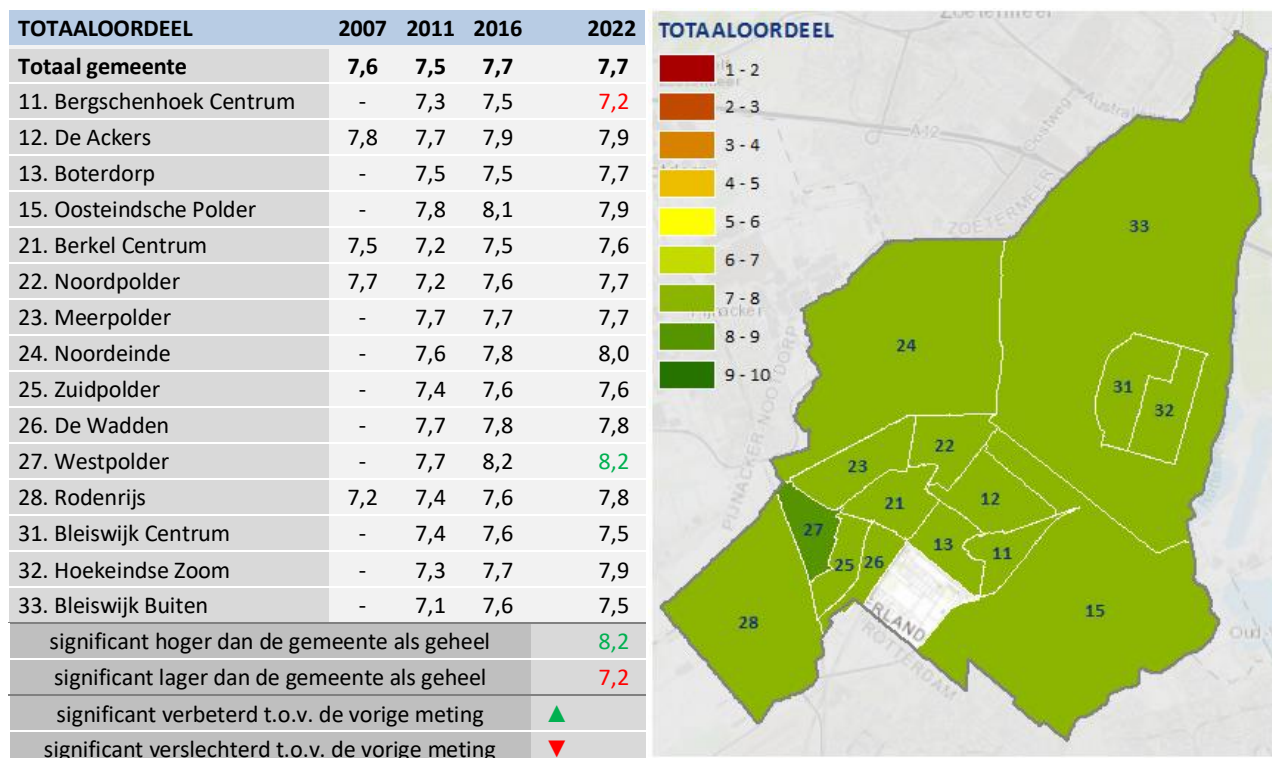 TOTAALOORDEEL 2007 2011 2016 2022
Totaal gemeente 7,6 7,5 7,7 7,7
11. Bergschenhoek Centrum - 7,3 7,5 7,2
12. De Ackers 7,8 7,7 7,9 7,9
13. Boterdorp - 7,5 7,5 7,7
15. Oosteindsche Polder - 7,8 8,1 7,9
21. Berkel Centrum 7,5 7,2 7,5 7,6
22. Noordpolder 7,7 7,2 7,6 7,7
23. Meerpolder - 7,7 7,7 7,7
24. Noordeinde - 7,6 7,8 8,0
25. Zuidpolder - 7,4 7,6 7,6
26. De Wadden - 7,7 7,8 7,8
27. Westpolder - 7,7 8,2 8,2
28. Rodenrijs 7,2 7,4 7,6 7,8
31. Bleiswijk Centrum - 7,4 7,6 7,5
32. Hoekeindse Zoom - 7,3 7,7 7,9
33. Bleiswijk Buiten - 7,1 7,6 7,5
significant hoger dan de gemeente als geheel 8,2
significant lager dan de gemeente als geheel 7,2
significant verbeterd t.o.v. de vorige meting ▲
significant verslechterd t.o.v. de vorige meting ▼
TOTAALOORDEEL
1 - 2
2 - 3
3 - 4
4 - 5
5 - 6
6 - 7
7 - 8
8 - 9
9 - 10
Zoetermeer
A12
Oostweg
ZOETERMEER
PIJNACKER-NOOTDORP
33
24
31
32
22
23
12
21
27
13
11
25
26
15
28
ERLAND
ROTTERDAM